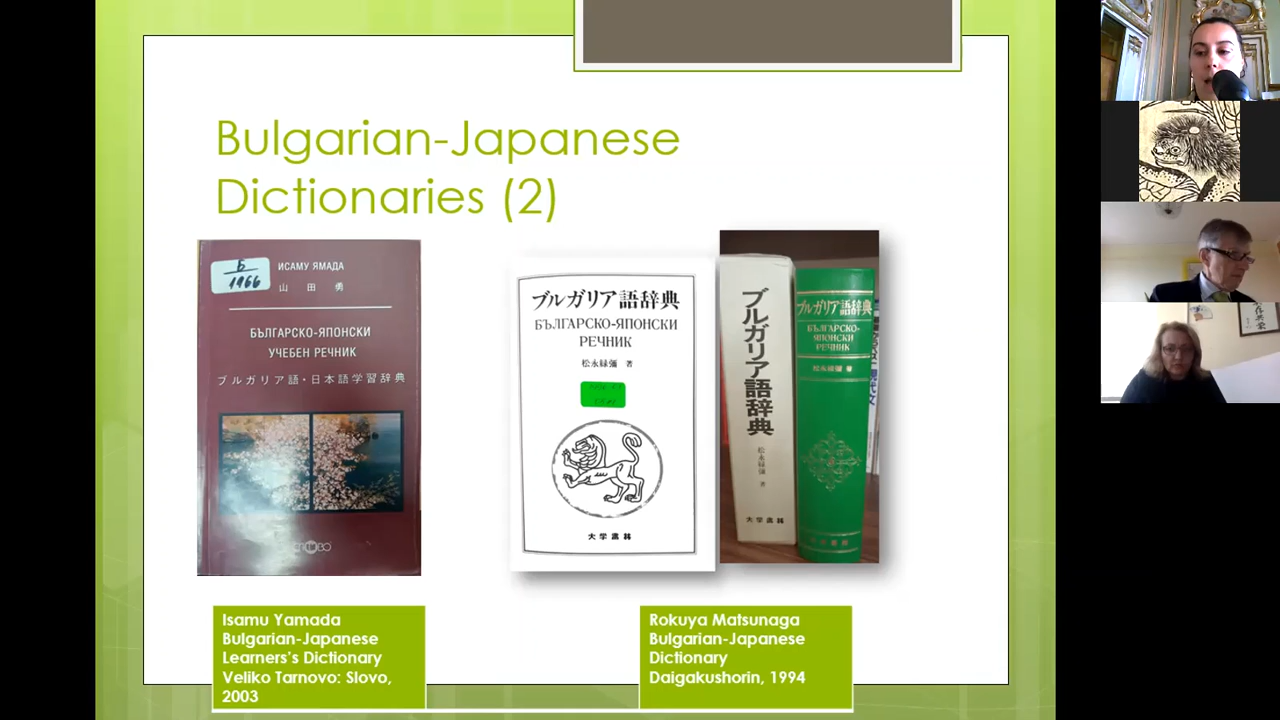 Bulgarian-Japanese
Dictionaries (2)
Б
1966
ИСАМУ ЯМАДА
山 田 勇
БЪЛГАРСКО-ЯПОНСКИ
УЧЕБЕН РЕЧНИК
ブルガリア語・日本語学習辞典
ブルガリア語辞典
БЪЛГАРСКО-ЯПОНСКИ
РЕЧНИК
松永緑彌 著
大学書林
ブルガリア語辞典
松永緑彌 著
大学書林
ブルガリア語辞典
БЪЛГАРСКО-
ЯПОНСКИ
РЕЧНИК
松永緑彌 著
Isamu Yamada
Bulgarian-Japanese
Learners's Dictionary
Veliko Tarnovo: Slovo,
2003
Rokuya Matsunaga
Bulgarian-Japanese
Dictionary
Daigakushorin, 1994